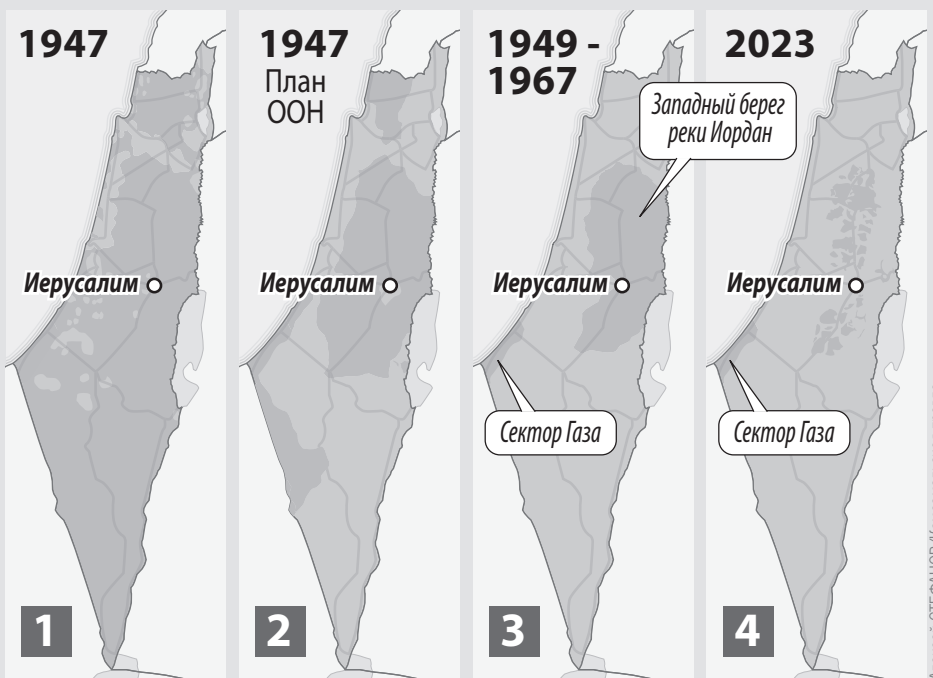 1947
Иерусалим
1
1947
План
ООН
Иерусалим
2
1949 -
1967
Западный берег
реки Иордан
Иерусалим
Сектор Газа
3
2023
Иерусалим
Сектор Газа
4